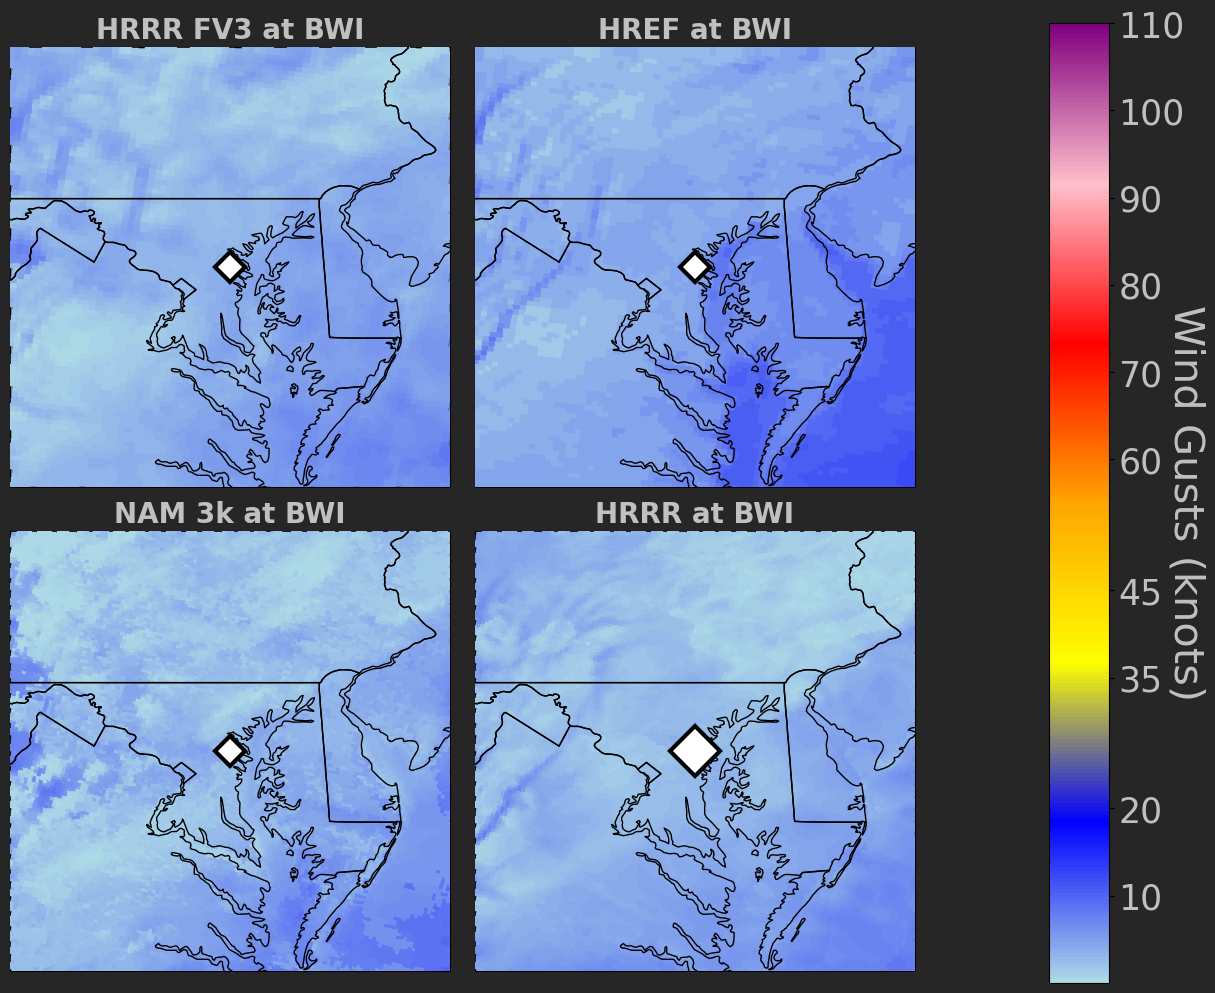 HRRR FV3 at BWI
HREF at BWI
NAM 3k at BWI
HRRR at BWI
110
100
90
80
70
60
45
35
20
10
Wind Gusts (knots)